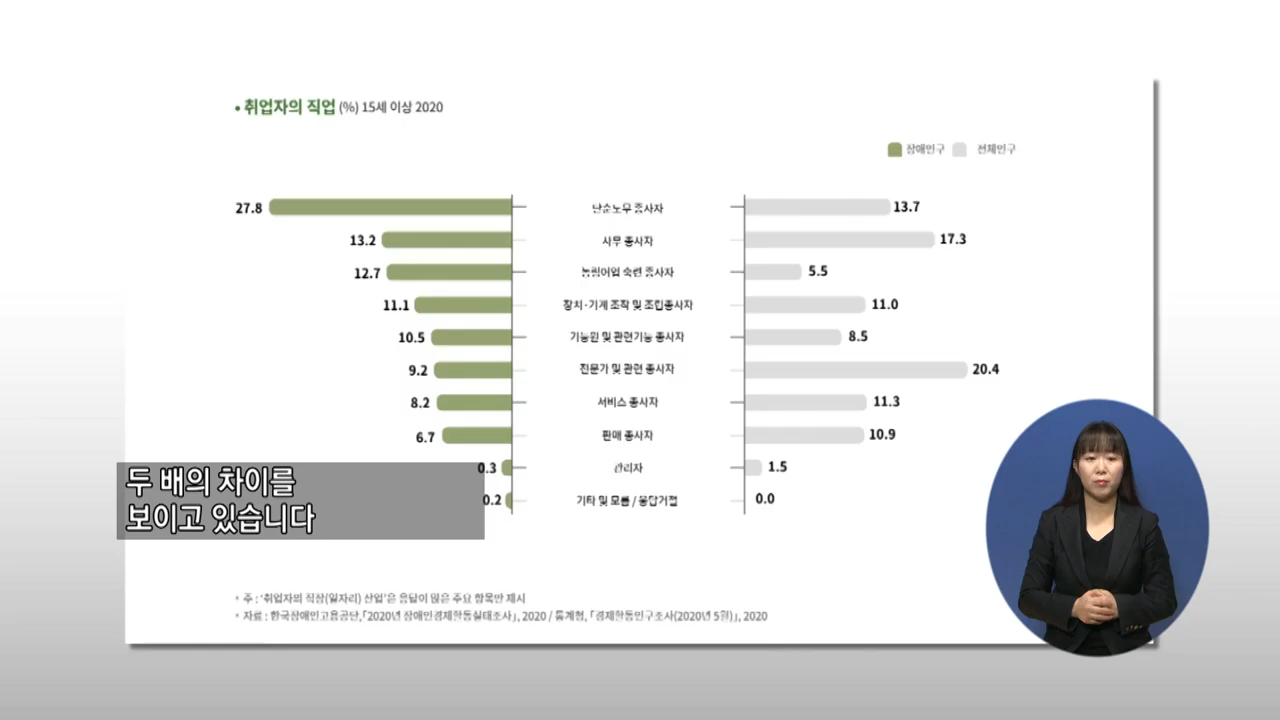 • 취업자의 직업 (%) 15세 이상 2020
장애인구 전체인구
27.8 단순노무 종사자 13.7
13.2 사무 종사자 17.3
12.7 농림어업 숙련 종사자 5.5
11.1 장치·기계 조작 및 조립종사자 11.0
10.5 기능원 및 관련기능 종사자 8.5
9.2 전문가 및 관련 종사자 20.4
8.2 서비스 종사자 11.3
6.7 판매 종사자 10.9
0.3 관리자 1.5
0.2 기타 및 모름 / 응답거절 0.0
두 배의 차이를
보이고 있습니다
* 주 : '취업자의 직장(일자리) 산업'은 응답이 많은 주요 항목만 제시
* 자료 : 한국장애인고용공단,「2020년 장애인경제활동실태조사」, 2020 / 통계청, 「경제활동인구조사(2020년 5월)」, 2020